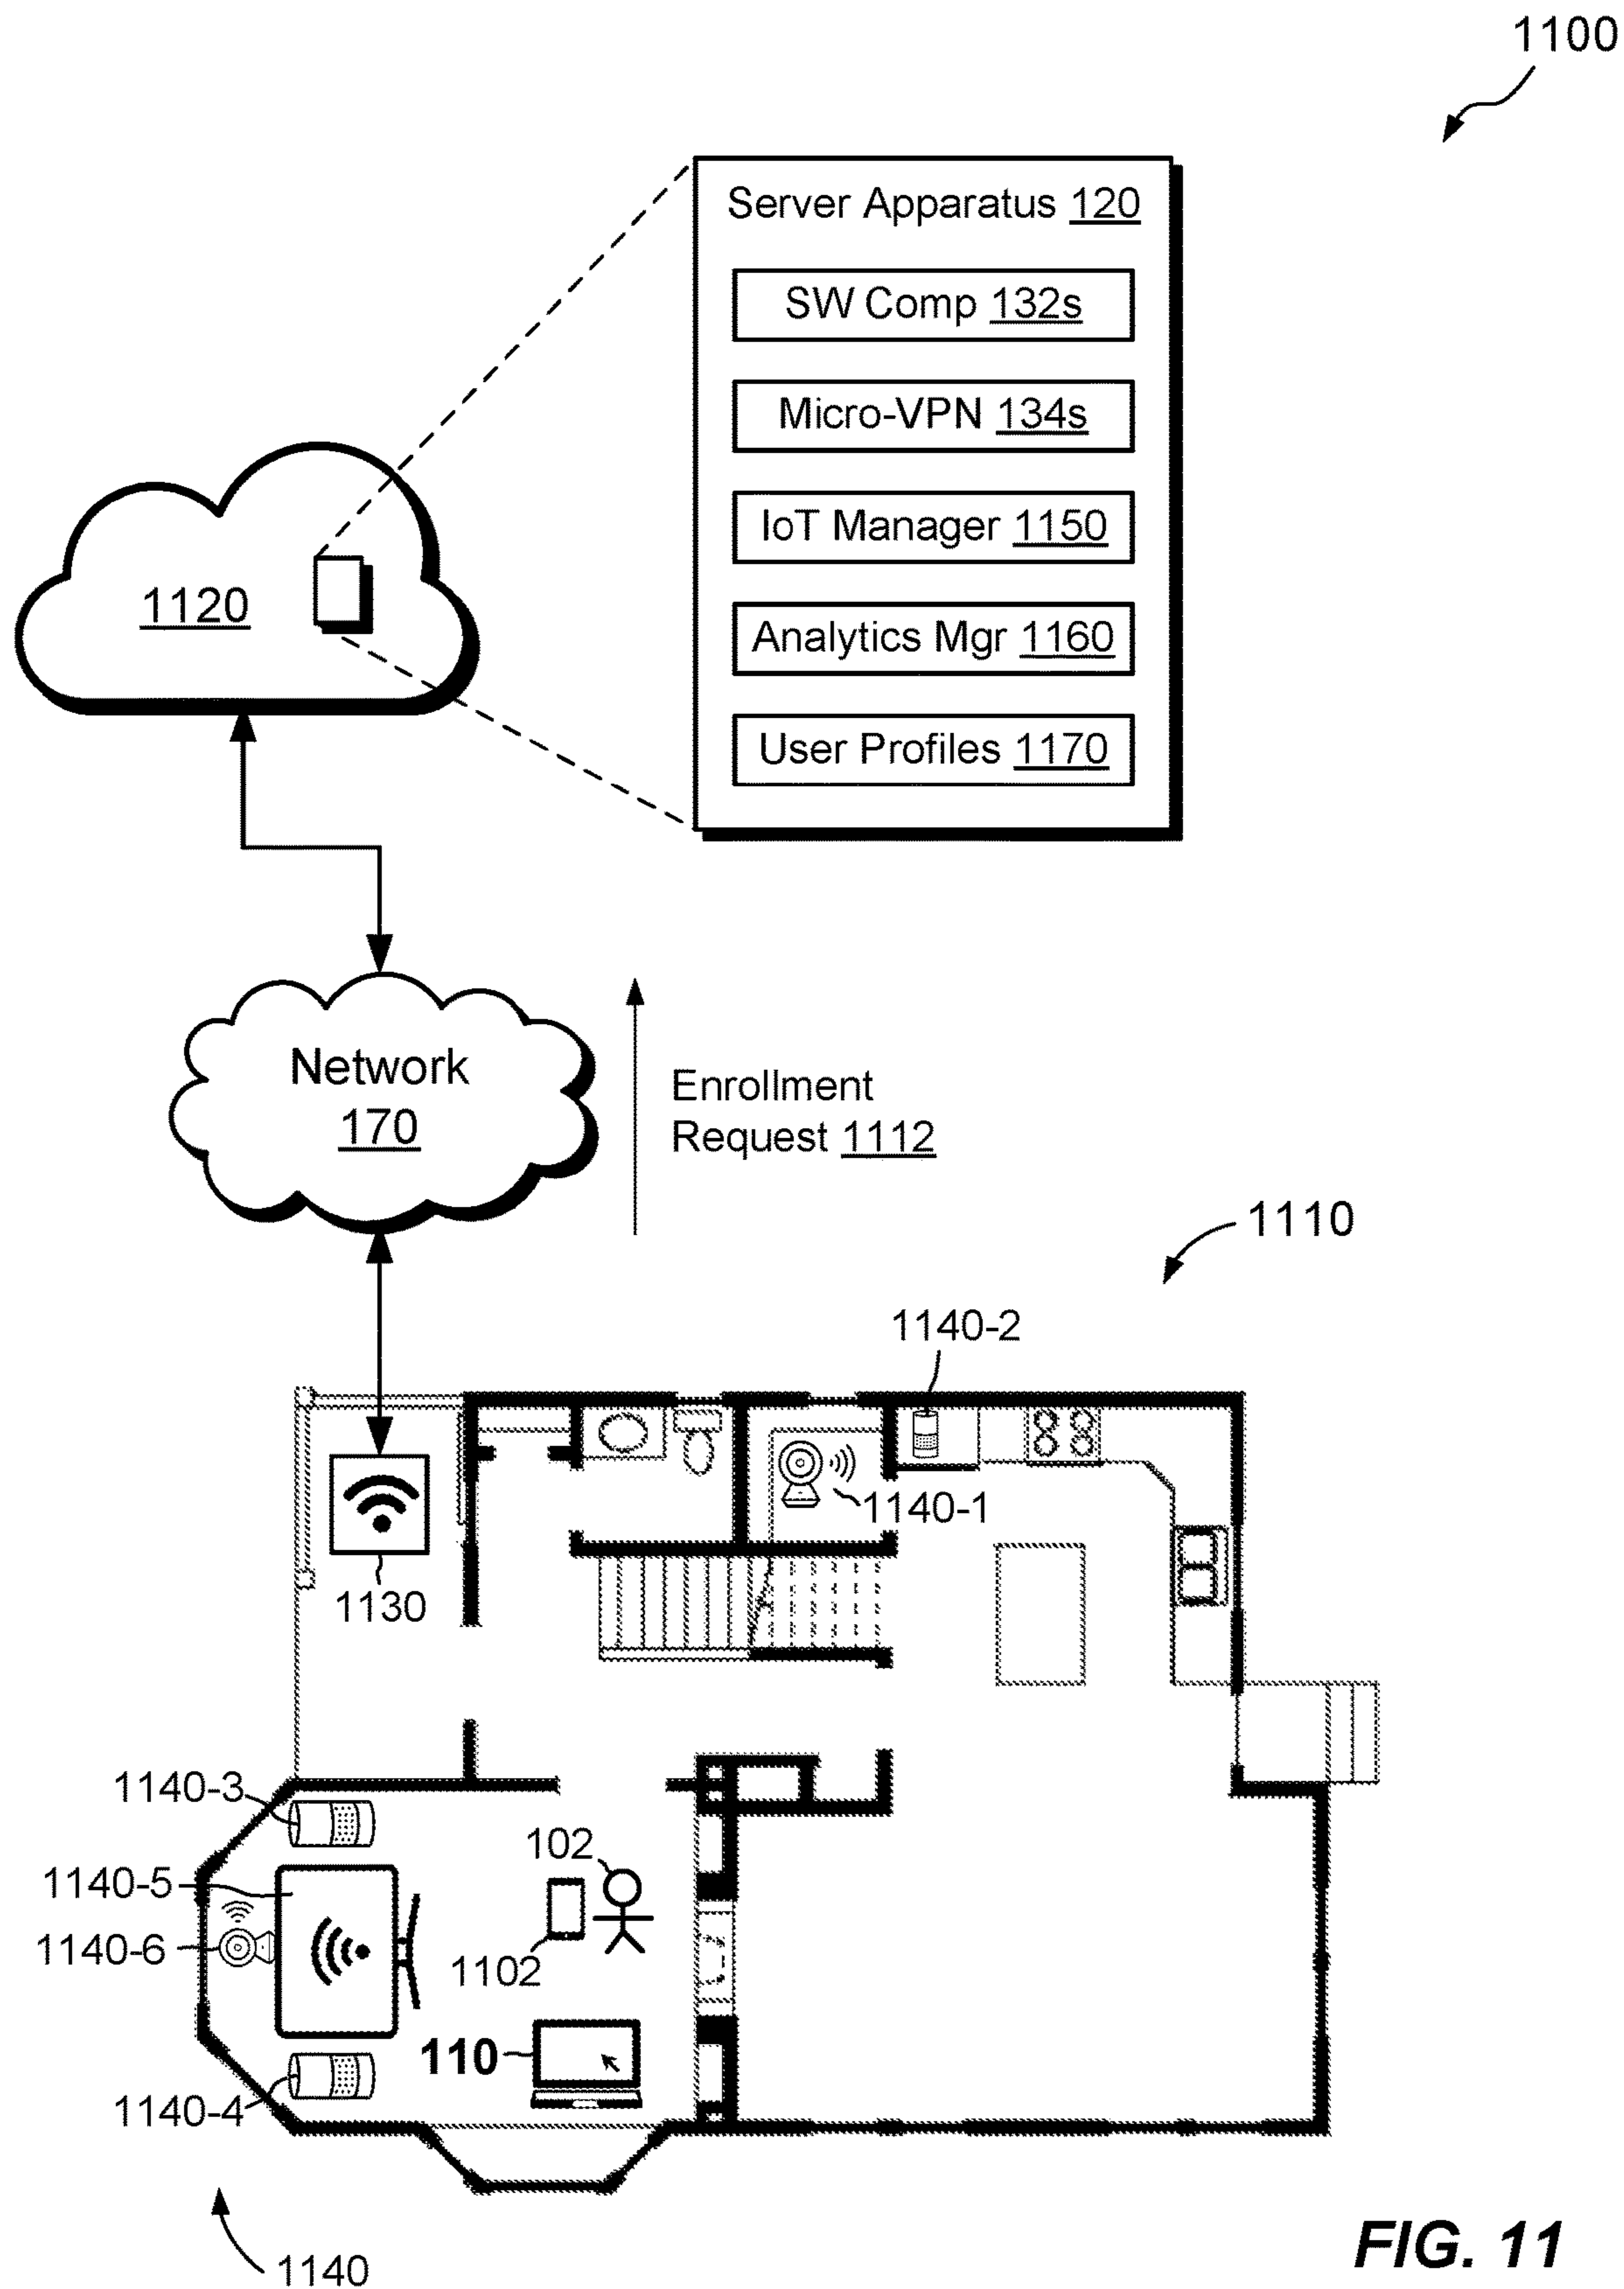 1100
Server Apparatus 120
SW Comp 132s
Micro-VPN 134s
IoT Manager 1150
1120
Analytics Mgr 1160
User Profiles 1170
Network
170
Enrollment
Request 1112
1110
1140-2
1140-1
1130
1140-3
102
1140-5
1140-6
1102
110
1140-4
1140
FIG. 11